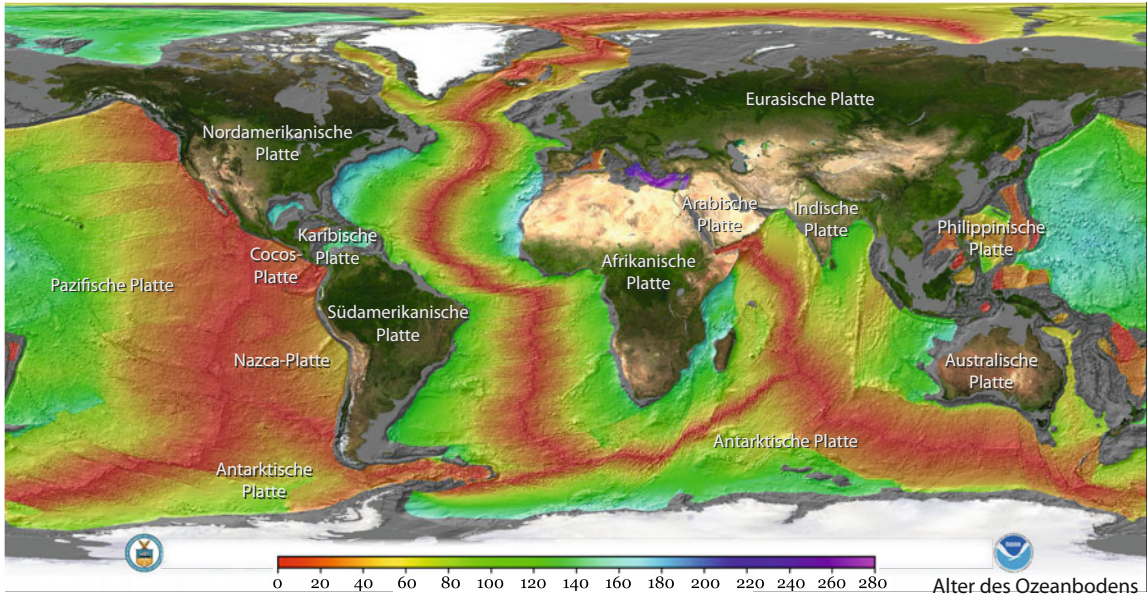 Eurasische Platte
Nordamerikanische
Platte
Arabische
Platte
Indische
Platte
Philippinische
Platte
Karibische
Platte
Cocos-
Platte
Afrikanische
Platte
Pazifische Platte
Südamerikanische
Platte
Nazca-Platte
Australische
Platte
Antarktische Platte
Antarktische
Platte
0 20 40 60 80 100 120 140 160 180 200 220 240 260 280
Alter des Ozeanbodens